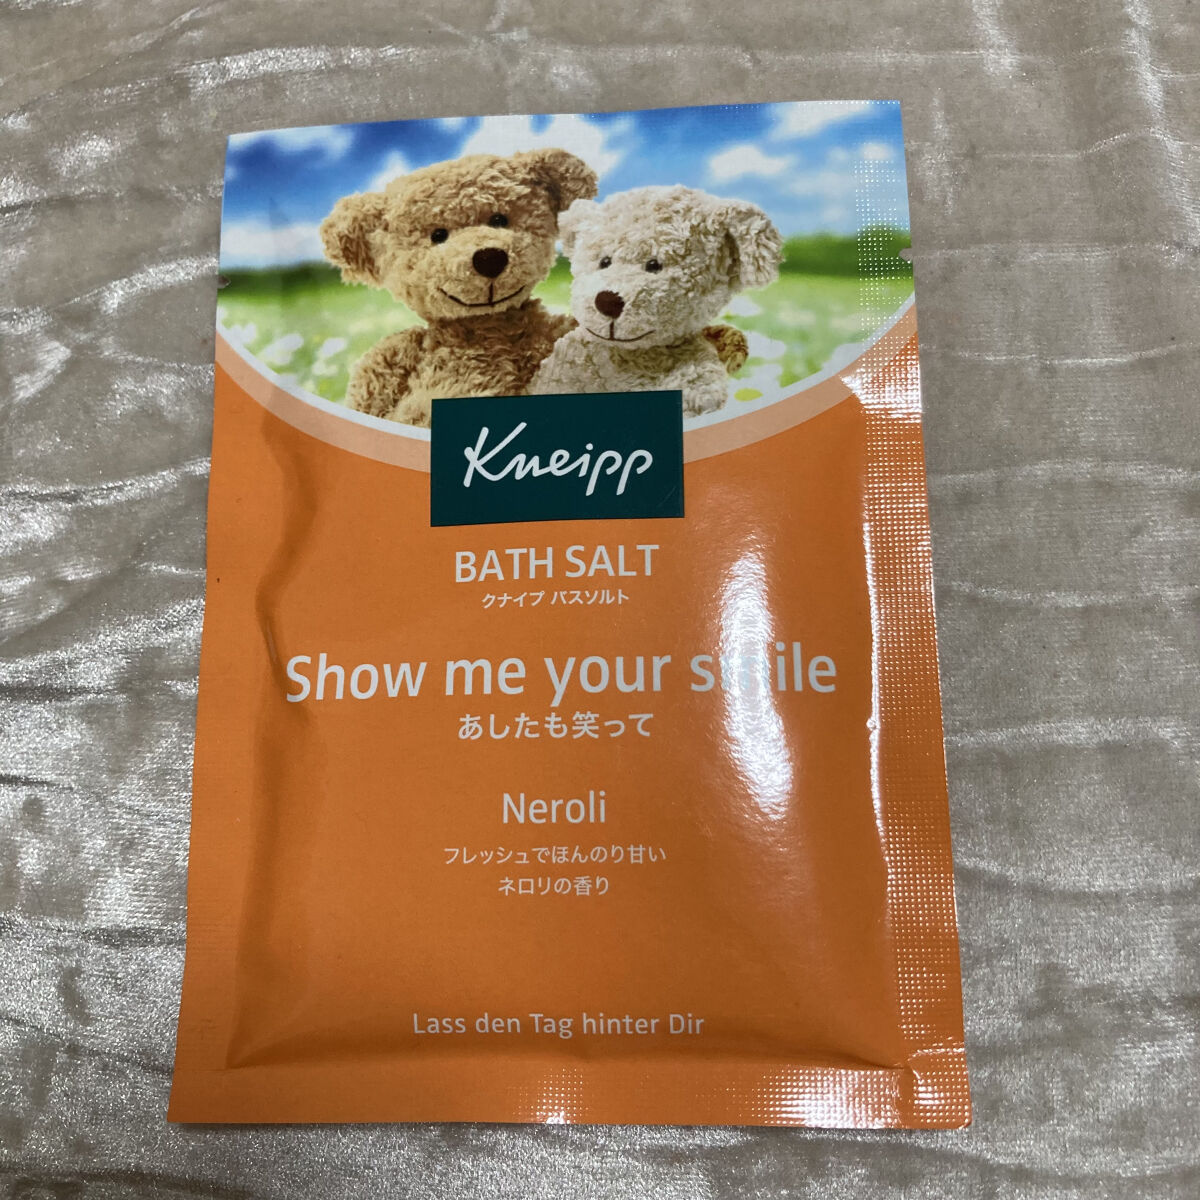 Kneipp
BATH SALT
クナイプ バスソルト
Show me your smile
あしたも笑って
Neroli
フレッシュでほんのり甘い
ネロリの香り
Lass den Tag hinter Dir